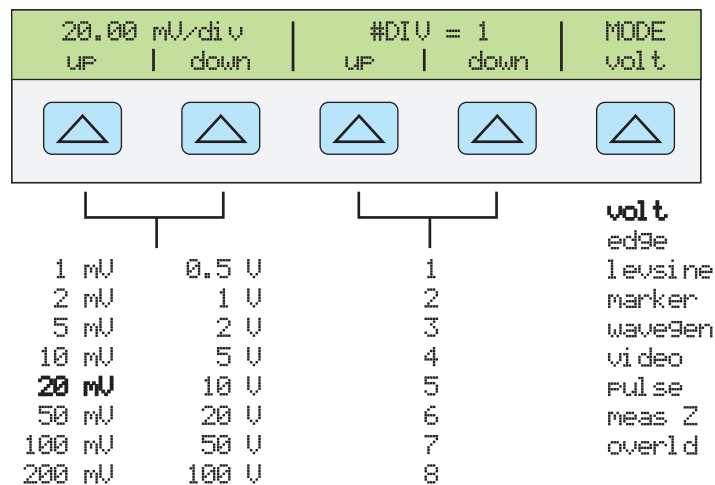 20.00 mV/div | #DIV = 1 | MODE
up | down | up | down | volt
volt
edge
1 mV 0.5 V 1 levsine
2 mV 1 V 2 marker
5 mV 2 V 3 wavegen
10 mV 5 V 4 video
20 mV 10 V 5 pulse
50 mV 20 V 6 meas Z
100 mV 50 V 7 overld
200 mV 100 V 8